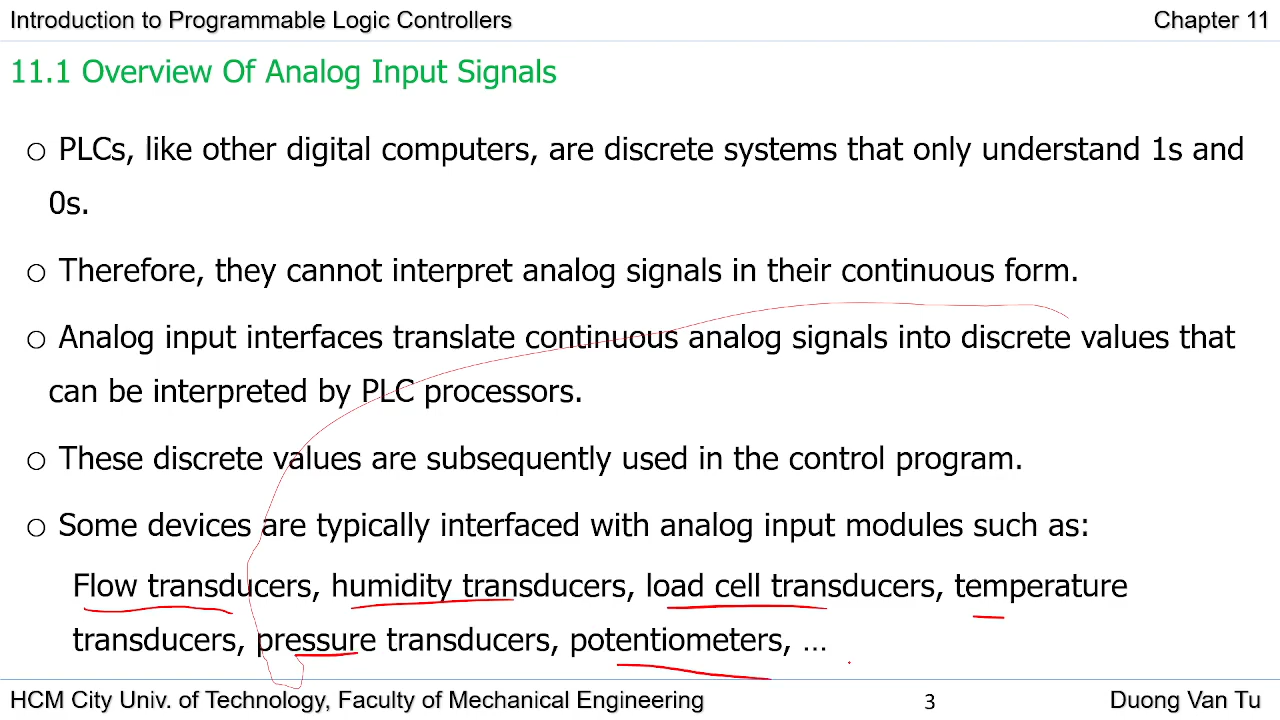 Introduction to Programmable Logic Controllers
Chapter 11
11.1 Overview Of Analog Input Signals
○ PLCs, like other digital computers, are discrete systems that only understand 1s and
0s.
○ Therefore, they cannot interpret analog signals in their continuous form.
○ Analog input interfaces translate continuous analog signals into discrete values that
can be interpreted by PLC processors.
○ These discrete values are subsequently used in the control program.
○ Some devices are typically interfaced with analog input modules such as:
Flow transducers, humidity transducers, load cell transducers, temperature
transducers, pressure transducers, potentiometers, ...
HCM City Univ. of Technology, Faculty of Mechanical Engineering
3
Duong Van Tu